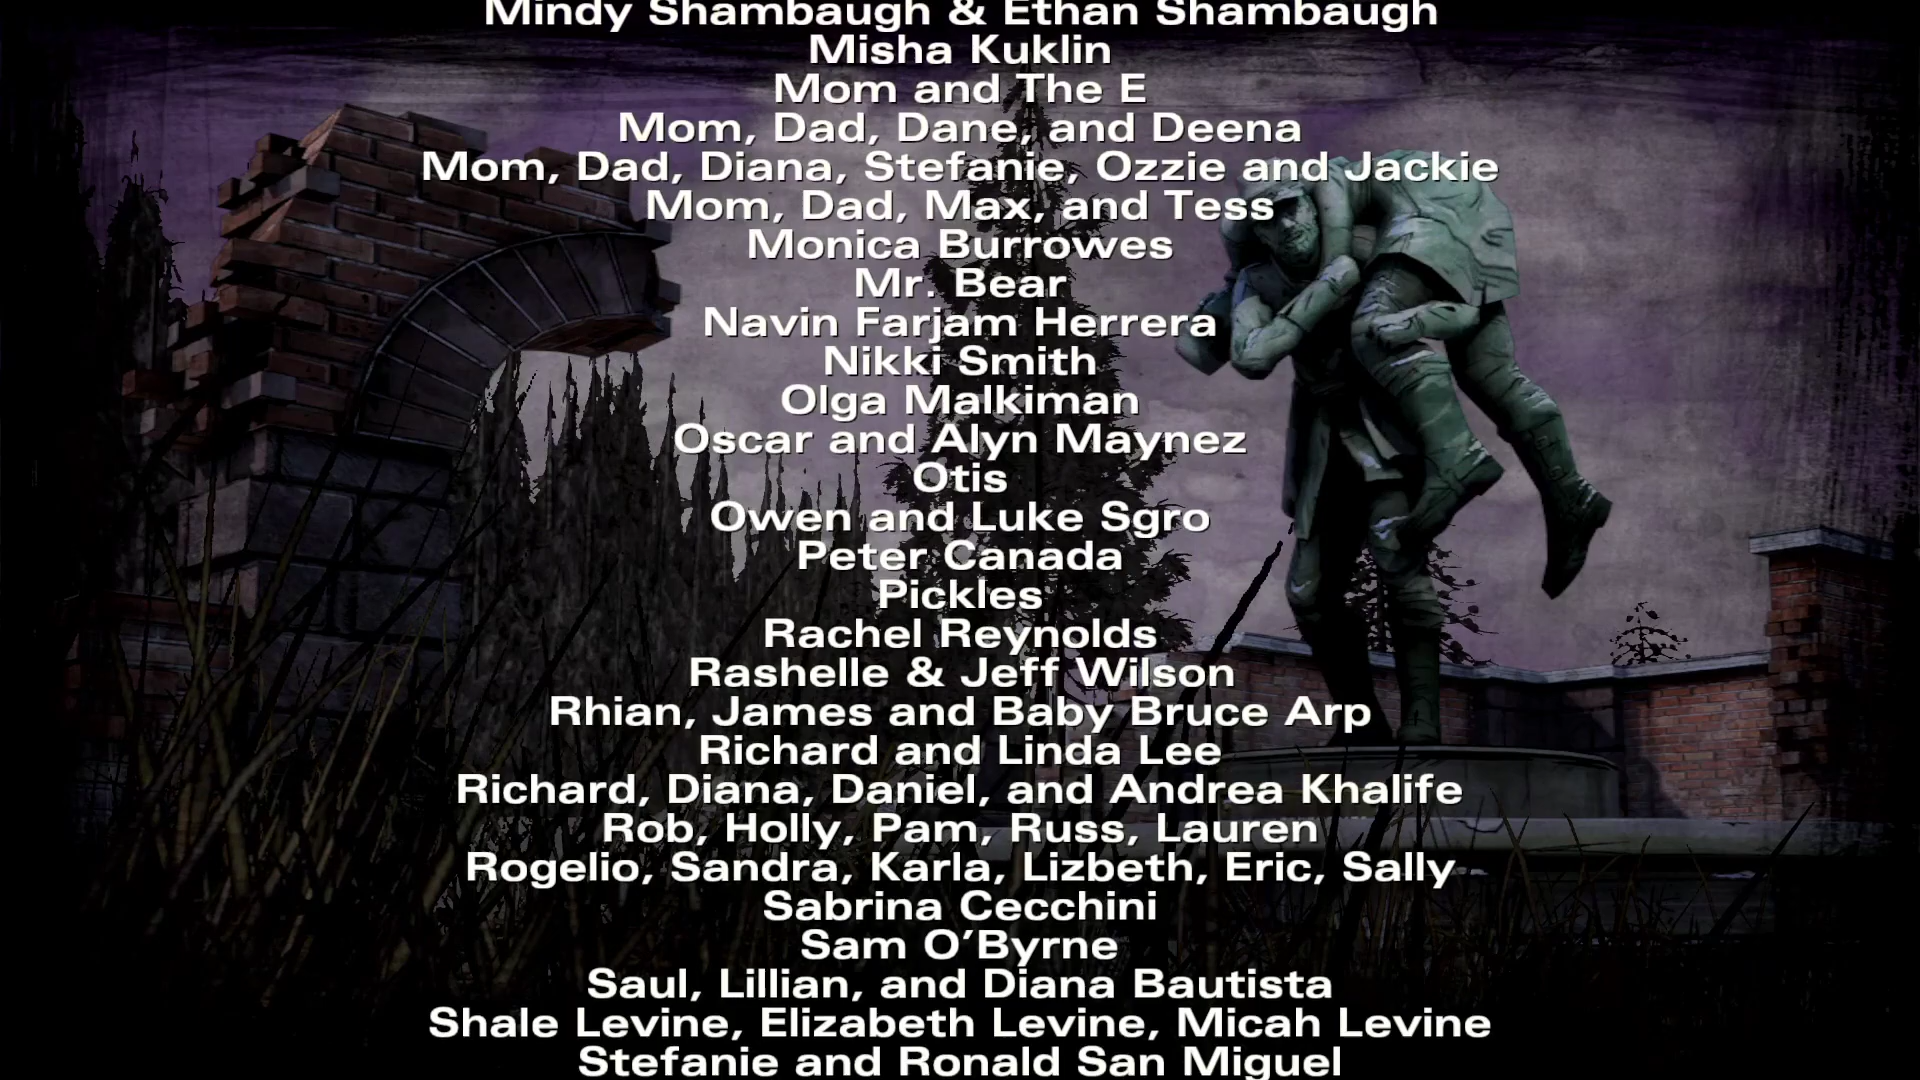 Mindy Shambaugh & Ethan Shambaugh
Misha Kuklin
Mom and The E
Mom, Dad, Dane, and Deena
Mom, Dad, Diana, Stefanie, Ozzie and Jackie
Mom, Dad, Max, and Tess
Monica Burrowes
Mr. Bear
Navin Farjam Herrera
Nikki Smith
Olga Malkiman
Oscar and Alyn Maynez
Otis
Owen and Luke Sgro
Peter Canada
Pickles
Rachel Reynolds
Rashelle & Jeff Wilson
Rhian, James and Baby Bruce Arp
Richard and Linda Lee
Richard, Diana, Daniel, and Andrea Khalife
Rob, Holly, Pam, Russ, Lauren
Rogelio, Sandra, Karla, Lizbeth, Eric, Sally
Sabrina Cecchini
Sam O’Byrne
Saul, Lillian, and Diana Bautista
Shale Levine, Elizabeth Levine, Micah Levine
Stefanie and Ronald San Miguel